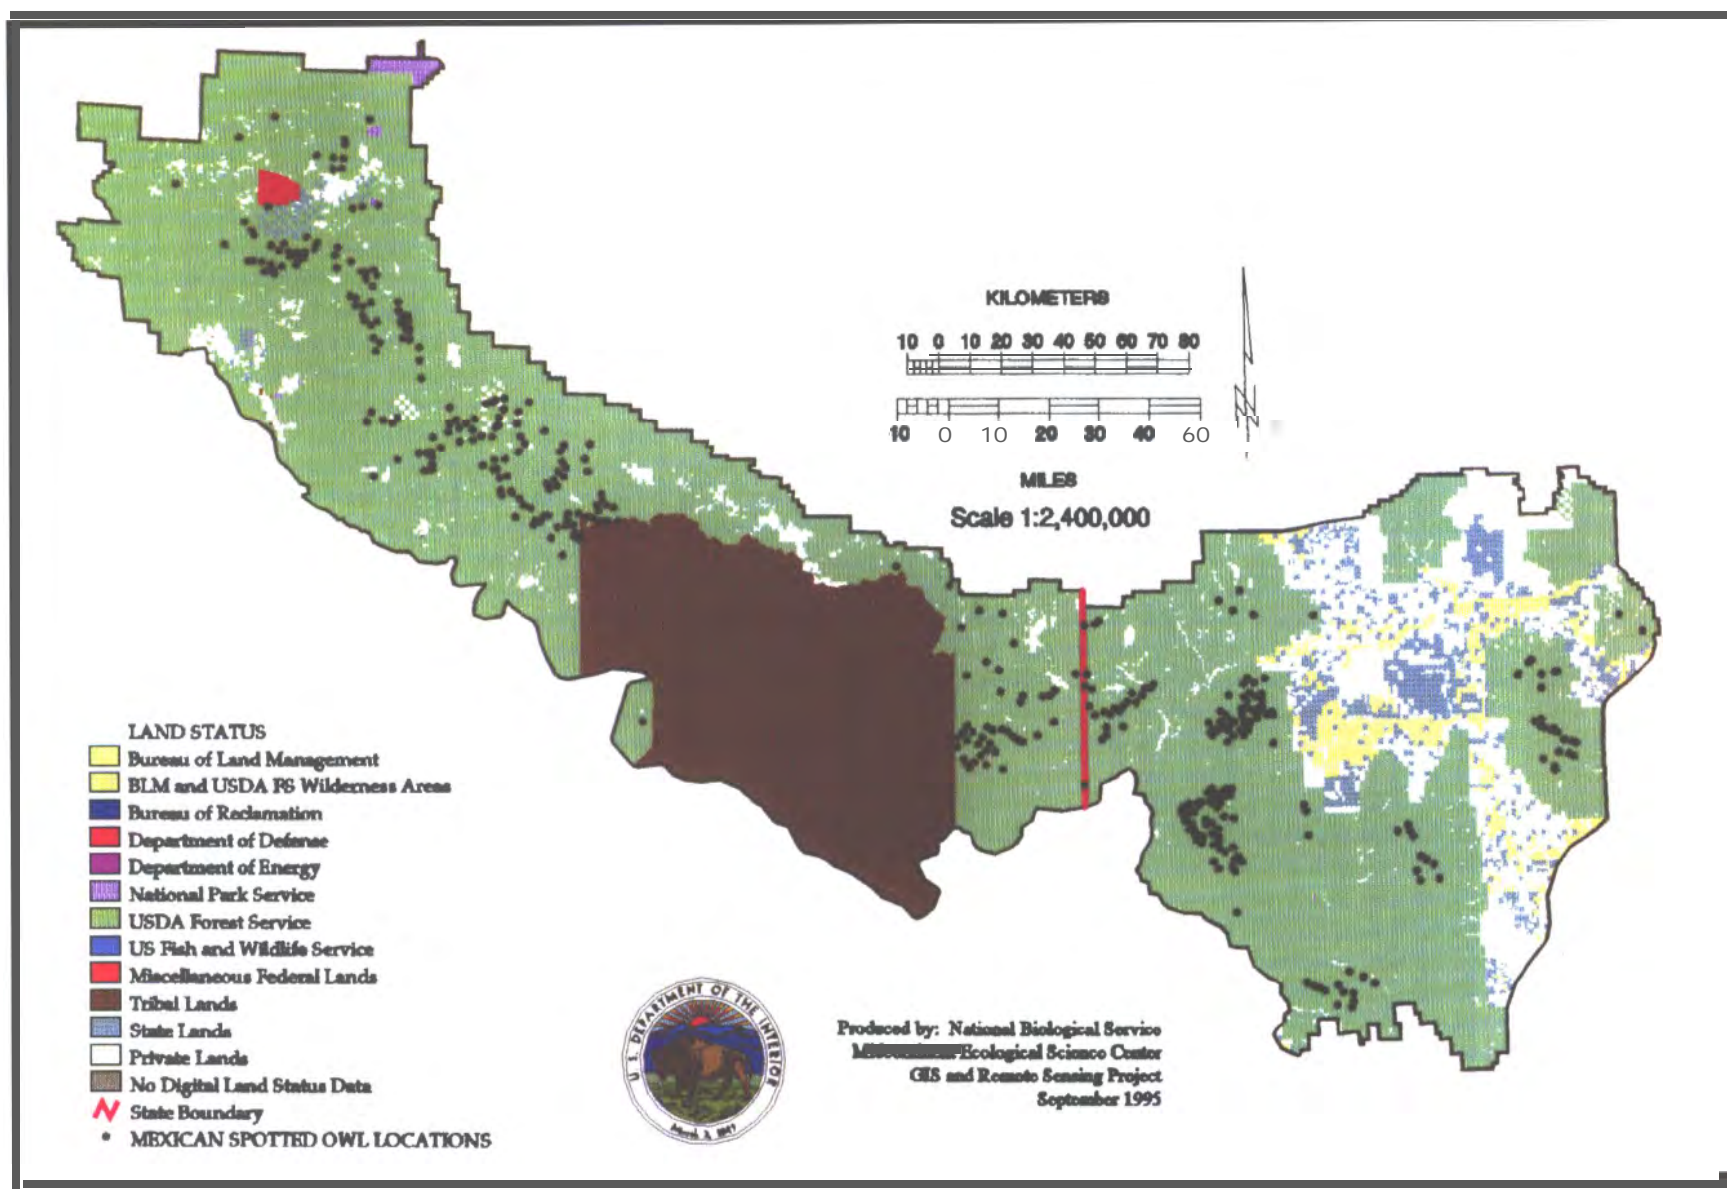 KILOMETERS
10 0 10 20 30 40 50 60 70 80
10 0 10 20 30 40 60
MILES
Scale 1:2,400,000
LAND STATUS
Bureau of Land Management
BLM and USDA FS Wilderness Areas
Bureau of Reclamation
Department of Defense
Department of Energy
National Park Service
USDA Forest Service
US Fish and Wildlife Service
Miscellaneous Federal Lands
Tribal Lands
State Lands
Private Lands
No Digital Land Status Data
State Boundary
MEXICAN SPOTTED OWL LOCATIONS
U. S. DEPARTMENT OF THE INTERIOR
March 3, 1849
Produced by: National Biological Service
Ecological Science Center
GIS and Remote Sensing Project
September 1995